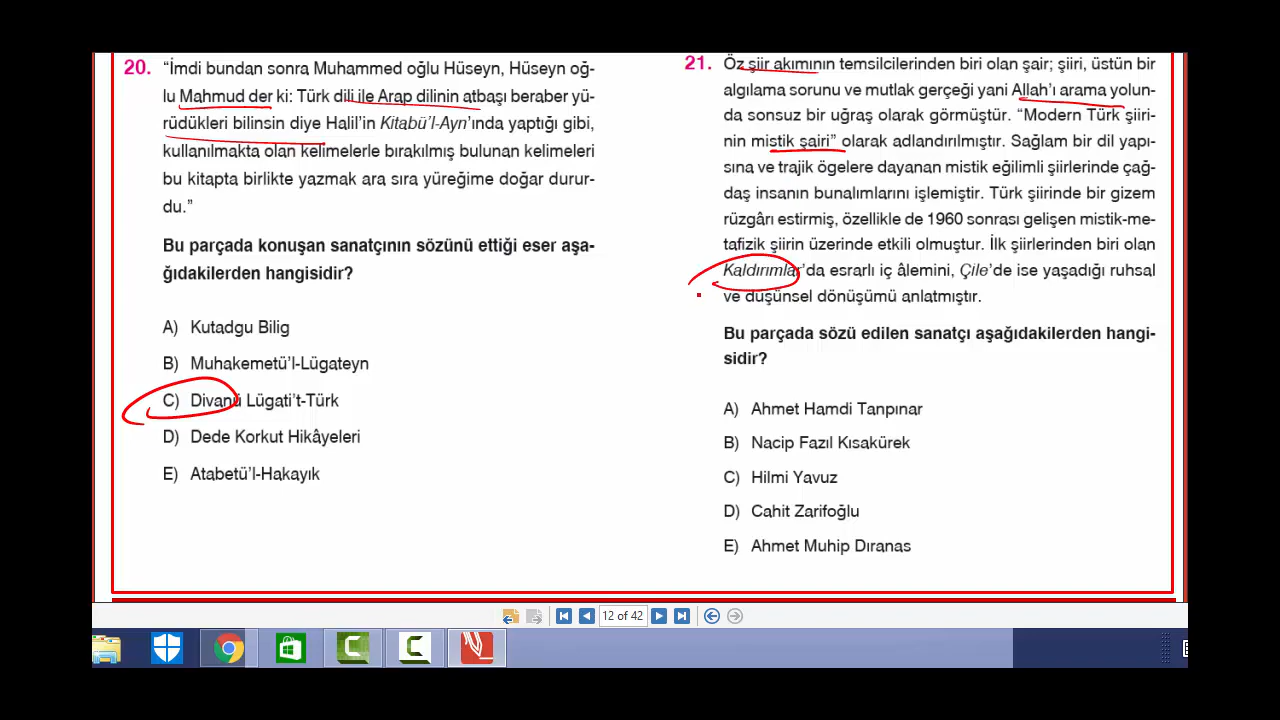 20. “İmdi bundan sonra Muhammed oğlu Hüseyn, Hüseyn oğ-
lu Mahmud der ki: Türk dili ile Arap dilinin atbaşı beraber yü-
rüdükleri bilinsin diye Halil’in Kitabü’l-Ayn’ında yaptığı gibi,
kullanılmakta olan kelimelerle bırakılmış bulunan kelimeleri
bu kitapta birlikte yazmak ara sıra yüreğime doğar durur-
du.”
Bu parçada konuşan sanatçının sözünü ettiği eser aşa-
ğıdakilerden hangisidir?
A) Kutadgu Bilig
B) Muhakemetü’l-Lügateyn
C) Divanü Lügati’t-Türk
D) Dede Korkut Hikâyeleri
E) Atabetü’l-Hakayık
21. Öz şiir akımının temsilcilerinden biri olan şair; şiiri, üstün bir
algılama sorunu ve mutlak gerçeği yani Allah’ı arama yolun-
da sonsuz bir uğraş olarak görmüştür. “Modern Türk şiiri-
nin mistik şairi” olarak adlandırılmıştır. Sağlam bir dil yapı-
sına ve trajik ögelere dayanan mistik eğilimli şiirlerinde çağ-
daş insanın bunalımlarını işlemiştir. Türk şiirinde bir gizem
rüzgârı estirmiş, özellikle de 1960 sonrası gelişen mistik-me-
tafizik şiirin üzerinde etkili olmuştur. İlk şiirlerinden biri olan
Kaldırımlar’da esrarlı iç âlemini, Çile’de ise yaşadığı ruhsal
ve düşünsel dönüşümü anlatmıştır.
Bu parçada sözü edilen sanatçı aşağıdakilerden hangi-
sidir?
A) Ahmet Hamdi Tanpınar
B) Nacip Fazıl Kısakürek
C) Hilmi Yavuz
D) Cahit Zarifoğlu
E) Ahmet Muhip Dıranas
12 of 42